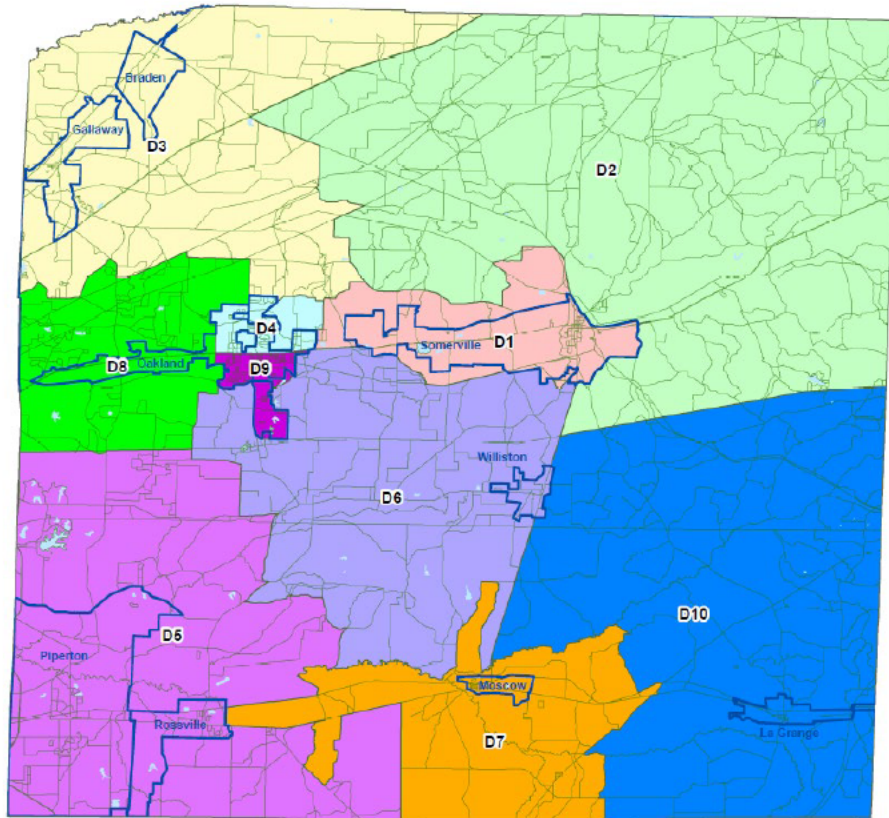 Braden
Gallaway
D3
D2
D4
Somerville
D1
D8
Oakland
D9
Williston
D6
D10
D5
Piperton
Moscow
Rossville
La Grange
D7